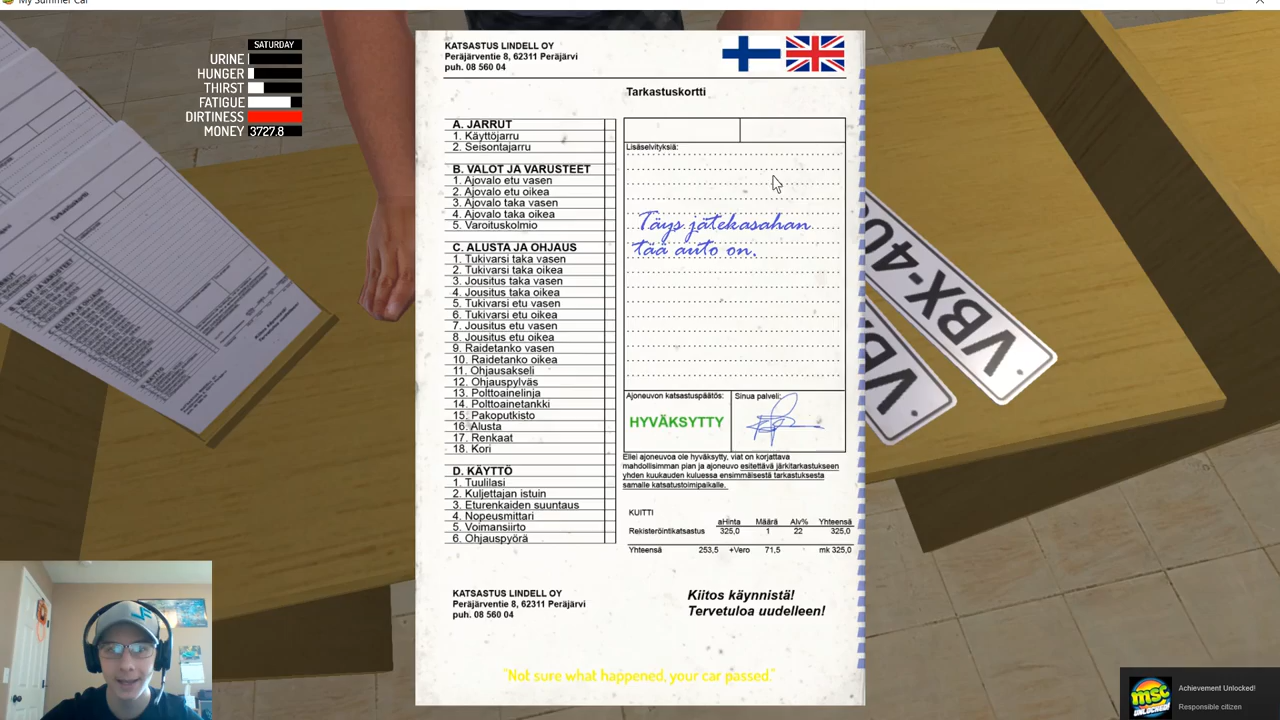 My Summer Car
SATURDAY
URINE
HUNGER
THIRST
FATIGUE
DIRTINESS
MONEY 3727.8
KATSASTUS LINDELL OY
Peräjärventie 8, 62311 Peräjärvi
puh. 08 560 04
Tarkastuskortti
A. JARRUT
1. Käyttöjarru
2. Seisontajarru
B. VALOT JA VARUSTEET
1. Ajovalo etu vasen
2. Ajovalo etu oikea
3. Ajovalo taka vasen
4. Ajovalo taka oikea
5. Varoituskolmio
C. ALUSTA JA OHJAUS
1. Tukivarsi taka vasen
2. Tukivarsi taka oikea
3. Jousitus taka vasen
4. Jousitus taka oikea
5. Tukivarsi etu vasen
6. Tukivarsi etu oikea
7. Jousitus etu vasen
8. Jousitus etu oikea
9. Raidetanko vasen
10. Raidetanko oikea
11. Ohjausakseli
12. Ohjauspylväs
13. Polttoainelinja
14. Polttoainetankki
15. Pakoputkisto
16. Alusta
17. Renkaat
18. Kori
D. KÄYTTÖ
1. Tuulilasi
2. Kuljettajan istuin
3. Eturenkaiden suuntaus
4. Nopeusmittari
5. Voimansiirto
6. Ohjauspyörä
Lisäselvityksiä:
Täys jätekasahan
tää auto on.
Ajoneuvon katsastuspäätös:
HYVÄKSYTTY
Sinua palveli:
Ellei ajoneuvoa ole hyväksytty, viat on korjattava
mahdollisimman pian ja ajoneuvo esitettävä järkitarkastukseen
yhden kuukauden kuluessa ensimmäisestä tarkastuksesta
samalle katsatustoimipaikalle.
KUITTI
aHinta Määrä Alv% Yhteensä
Rekisteröintikatsastus 325,0 1 22 325,0
Yhteensä 253,5 +Vero 71,5 mk 325,0
KATSASTUS LINDELL OY
Peräjärventie 8, 62311 Peräjärvi
puh. 08 560 04
Kiitos käynnistä!
Tervetuloa uudelleen!
"Not sure what happened, your car passed."
Tarkastuskortti
VBX-40
VB
msc
UNLOCKED!
Achievement Unlocked!
Responsible citizen